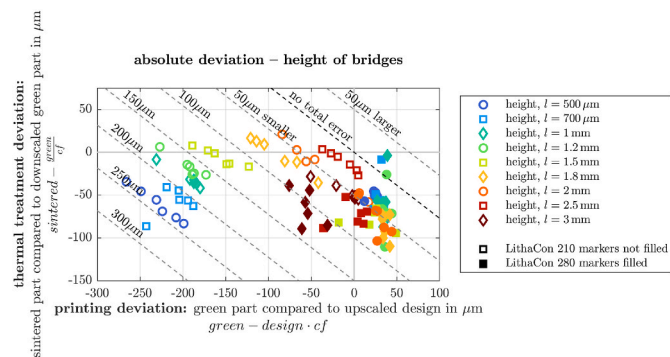 absolute deviation – height of bridges
thermal treatment deviation:
sintered part compared to downscaled green part in μm
sintered – green/cf
50
0
-50
-100
-150
-300 -250 -200 -150 -100 -50 0 50 100
150μm
100μm
50μm smaller
no total error
50μm larger
200μm
250μm
300μm
printing deviation: green part compared to upscaled design in μm
green – design · cf
height, l = 500 μm
height, l = 700 μm
height, l = 1 mm
height, l = 1.2 mm
height, l = 1.5 mm
height, l = 1.8 mm
height, l = 2 mm
height, l = 2.5 mm
height, l = 3 mm
LithaCon 210 markers not filled
LithaCon 280 markers filled